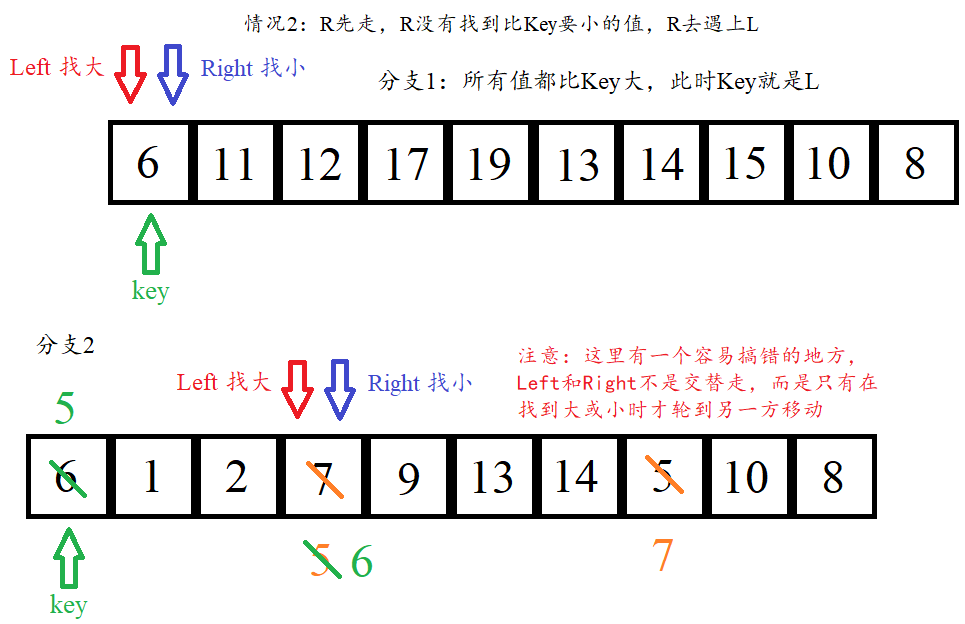 情况2：R先走，R没有找到比Key要小的值，R去遇上L
Left 找大
Right 找小
分支1：所有值都比Key大，此时Key就是L
6 11 12 17 19 13 14 15 10 8
key
分支2
Left 找大
Right 找小
注意：这里有一个容易搞错的地方，
Left和Right不是交替走，而是只有在
找到大或小时才轮到另一方移动
5
6 1 2 7 9 13 14 5 10 8
5 6
7
key